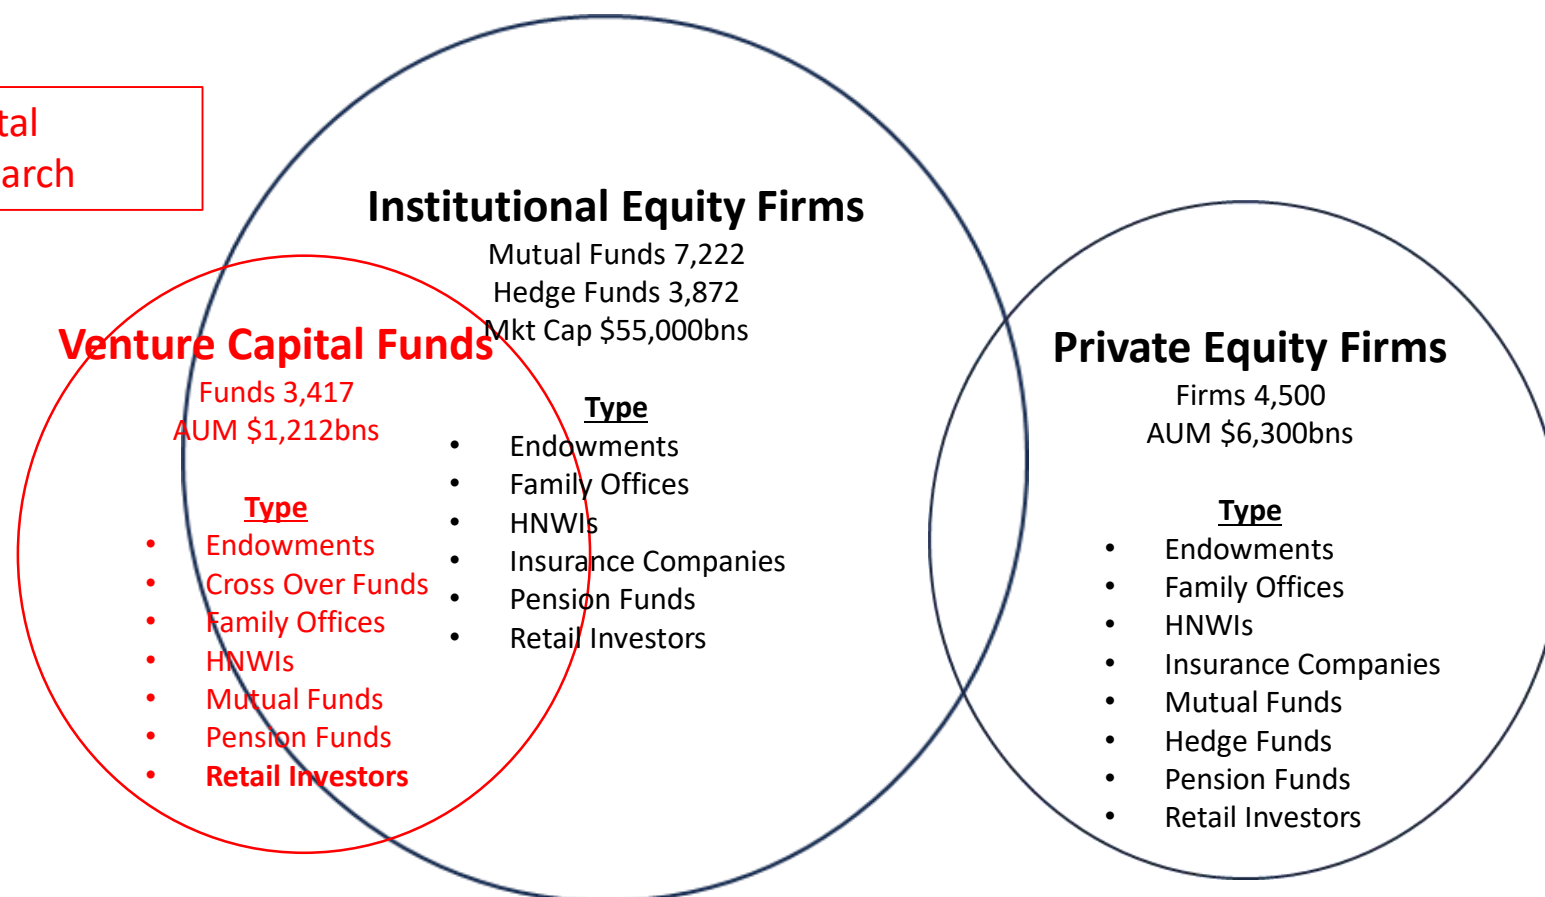 tal
arch
Institutional Equity Firms
Mutual Funds 7,222
Hedge Funds 3,872
Mkt Cap $55,000bns
Type
• Endowments
• Family Offices
• HNWIs
• Insurance Companies
• Pension Funds
• Retail Investors
Venture Capital Funds
Funds 3,417
AUM $1,212bns
Type
• Endowments
• Cross Over Funds
• Family Offices
• HNWIs
• Mutual Funds
• Pension Funds
• Retail Investors
Private Equity Firms
Firms 4,500
AUM $6,300bns
Type
• Endowments
• Family Offices
• HNWIs
• Insurance Companies
• Mutual Funds
• Hedge Funds
• Pension Funds
• Retail Investors